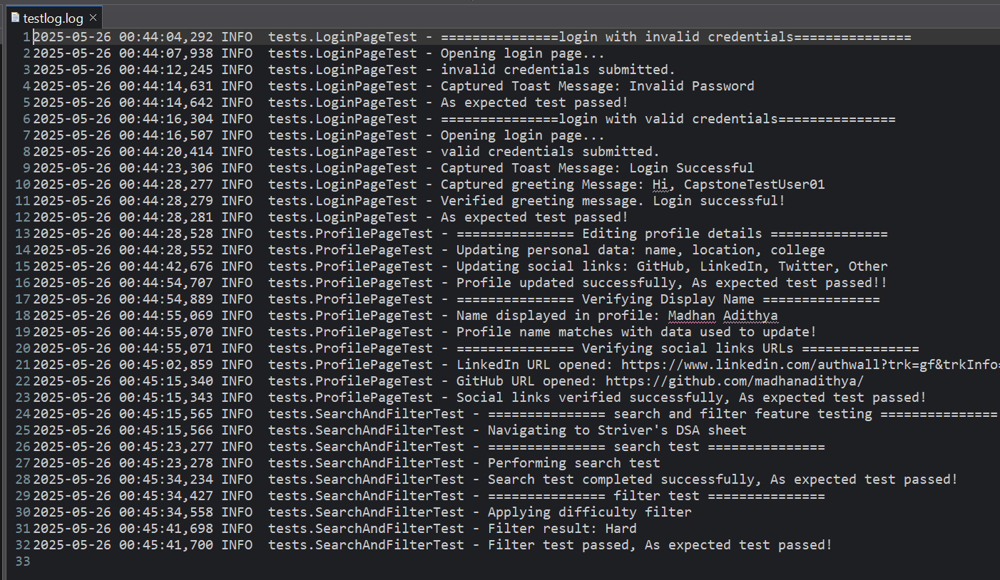 testlog.log
1 2025-05-26 00:44:04,292 INFO  tests.LoginPageTest - ===============login with invalid credentials===============
2 2025-05-26 00:44:07,938 INFO  tests.LoginPageTest - Opening login page...
3 2025-05-26 00:44:12,245 INFO  tests.LoginPageTest - invalid credentials submitted.
4 2025-05-26 00:44:14,631 INFO  tests.LoginPageTest - Captured Toast Message: Invalid Password
5 2025-05-26 00:44:14,642 INFO  tests.LoginPageTest - As expected test passed!
6 2025-05-26 00:44:16,304 INFO  tests.LoginPageTest - ===============login with valid credentials===============
7 2025-05-26 00:44:16,507 INFO  tests.LoginPageTest - Opening login page...
8 2025-05-26 00:44:20,414 INFO  tests.LoginPageTest - valid credentials submitted.
9 2025-05-26 00:44:23,306 INFO  tests.LoginPageTest - Captured Toast Message: Login Successful
10 2025-05-26 00:44:28,277 INFO  tests.LoginPageTest - Captured greeting Message: Hi, CapstoneTestUser01
11 2025-05-26 00:44:28,279 INFO  tests.LoginPageTest - Verified greeting message. Login successful!
12 2025-05-26 00:44:28,281 INFO  tests.LoginPageTest - As expected test passed!
13 2025-05-26 00:44:28,528 INFO  tests.ProfilePageTest - =============== Editing profile details ===============
14 2025-05-26 00:44:28,552 INFO  tests.ProfilePageTest - Updating personal data: name, location, college
15 2025-05-26 00:44:42,676 INFO  tests.ProfilePageTest - Updating social links: GitHub, LinkedIn, Twitter, Other
16 2025-05-26 00:44:54,707 INFO  tests.ProfilePageTest - Profile updated successfully, As expected test passed!!
17 2025-05-26 00:44:54,889 INFO  tests.ProfilePageTest - =============== Verifying Display Name ===============
18 2025-05-26 00:44:55,069 INFO  tests.ProfilePageTest - Name displayed in profile: Madhan Adithya
19 2025-05-26 00:44:55,070 INFO  tests.ProfilePageTest - Profile name matches with data used to update!
20 2025-05-26 00:44:55,071 INFO  tests.ProfilePageTest - =============== Verifying social links URLs ===============
21 2025-05-26 00:45:02,859 INFO  tests.ProfilePageTest - LinkedIn URL opened: https://www.linkedin.com/authwall?trk=gf&trkInfo=
22 2025-05-26 00:45:15,340 INFO  tests.ProfilePageTest - GitHub URL opened: https://github.com/madhanadithya/
23 2025-05-26 00:45:15,343 INFO  tests.ProfilePageTest - Social links verified successfully, As expected test passed!
24 2025-05-26 00:45:15,565 INFO  tests.SearchAndFilterTest - =============== search and filter feature testing ===============
25 2025-05-26 00:45:15,566 INFO  tests.SearchAndFilterTest - Navigating to Striver's DSA sheet
26 2025-05-26 00:45:23,277 INFO  tests.SearchAndFilterTest - =============== search test ===============
27 2025-05-26 00:45:23,278 INFO  tests.SearchAndFilterTest - Performing search test
28 2025-05-26 00:45:34,234 INFO  tests.SearchAndFilterTest - Search test completed successfully, As expected test passed!
29 2025-05-26 00:45:34,427 INFO  tests.SearchAndFilterTest - =============== filter test ===============
30 2025-05-26 00:45:34,558 INFO  tests.SearchAndFilterTest - Applying difficulty filter
31 2025-05-26 00:45:41,698 INFO  tests.SearchAndFilterTest - Filter result: Hard
32 2025-05-26 00:45:41,700 INFO  tests.SearchAndFilterTest - Filter test passed, As expected test passed!
33